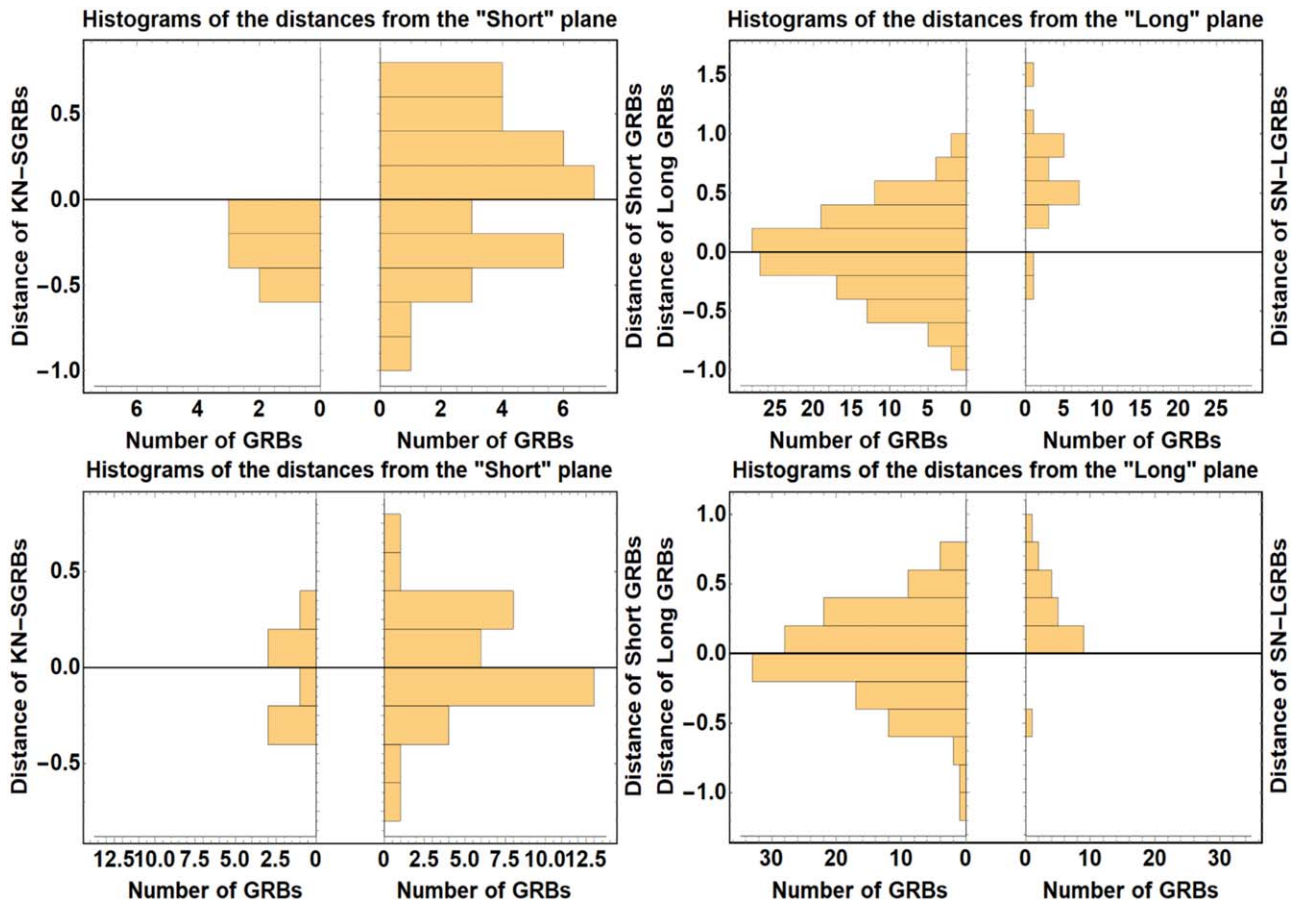 Histograms of the distances from the "Short" plane
Distance of KN−SGRBs
0.5
0.0
−0.5
−1.0
6 4 2 0
0 2 4 6
Number of GRBs Number of GRBs
Distance of Short GRBs
Histograms of the distances from the "Long" plane
Distance of Long GRBs
1.5
1.0
0.5
0.0
−0.5
−1.0
25 20 15 10 5 0
0 5 10 15 20 25
Number of GRBs Number of GRBs
Distance of SN−LGRBs
Histograms of the distances from the "Short" plane
Distance of KN−SGRBs
0.5
0.0
−0.5
12.5 10.0 7.5 5.0 2.5 0
0 2.5 5.0 7.5 10.0 12.5
Number of GRBs Number of GRBs
Distance of Short GRBs
Histograms of the distances from the "Long" plane
Distance of Long GRBs
1.0
0.5
0.0
−0.5
−1.0
30 20 10 0
0 10 20 30
Number of GRBs Number of GRBs
Distance of SN−LGRBs